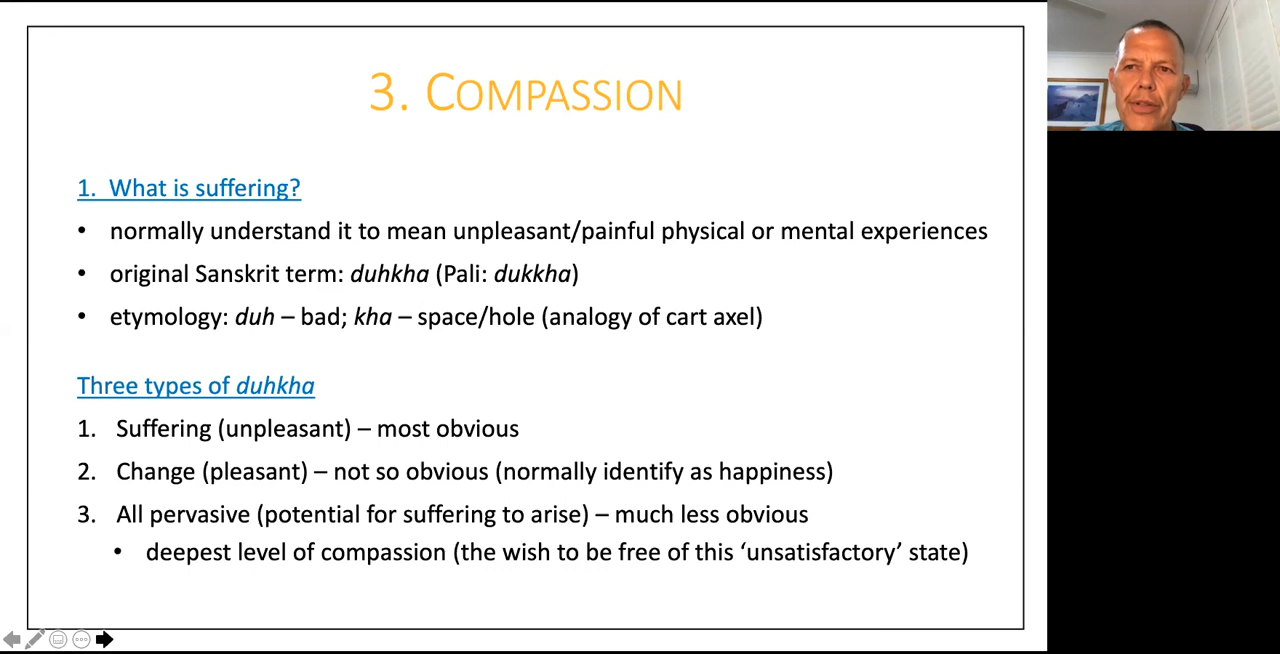 3. COMPASSION
1. What is suffering?
• normally understand it to mean unpleasant/painful physical or mental experiences
• original Sanskrit term: duhkha (Pali: dukkha)
• etymology: duh – bad; kha – space/hole (analogy of cart axel)
Three types of duhkha
1. Suffering (unpleasant) – most obvious
2. Change (pleasant) – not so obvious (normally identify as happiness)
3. All pervasive (potential for suffering to arise) – much less obvious
• deepest level of compassion (the wish to be free of this ‘unsatisfactory’ state)